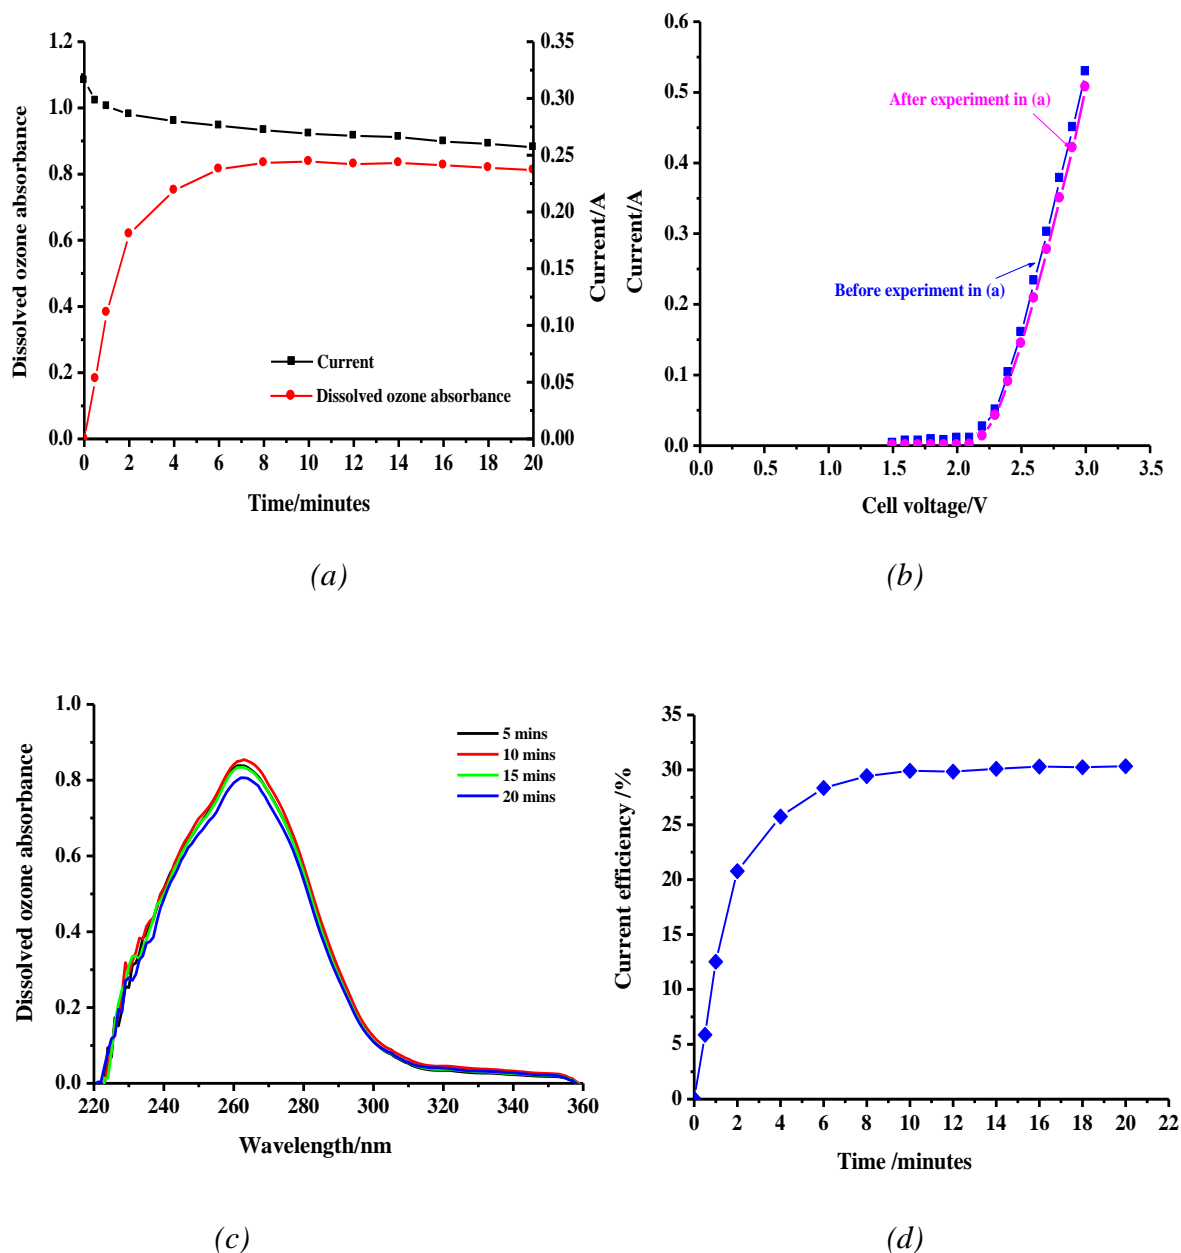 1.2
1.0
0.8
0.6
0.4
0.2
0.0
Dissolved ozone absorbance
0.35
0.30
0.25
0.20
0.15
0.10
0.05
0.00
Current/A
Current
Dissolved ozone absorbance
0 2 4 6 8 10 12 14 16 18 20
Time/minutes
(a)
0.6
0.5
0.4
0.3
0.2
0.1
0.0
Current/A
After experiment in (a)
Before experiment in (a)
0.0 0.5 1.0 1.5 2.0 2.5 3.0 3.5
Cell voltage/V
(b)
1.0
0.8
0.6
0.4
0.2
0.0
Dissolved ozone absorbance
5 mins
10 mins
15 mins
20 mins
220 240 260 280 300 320 340 360
Wavelength/nm
(c)
35
30
25
20
15
10
5
0
Current efficiency /%
0 2 4 6 8 10 12 14 16 18 20 22
Time /minutes
(d)